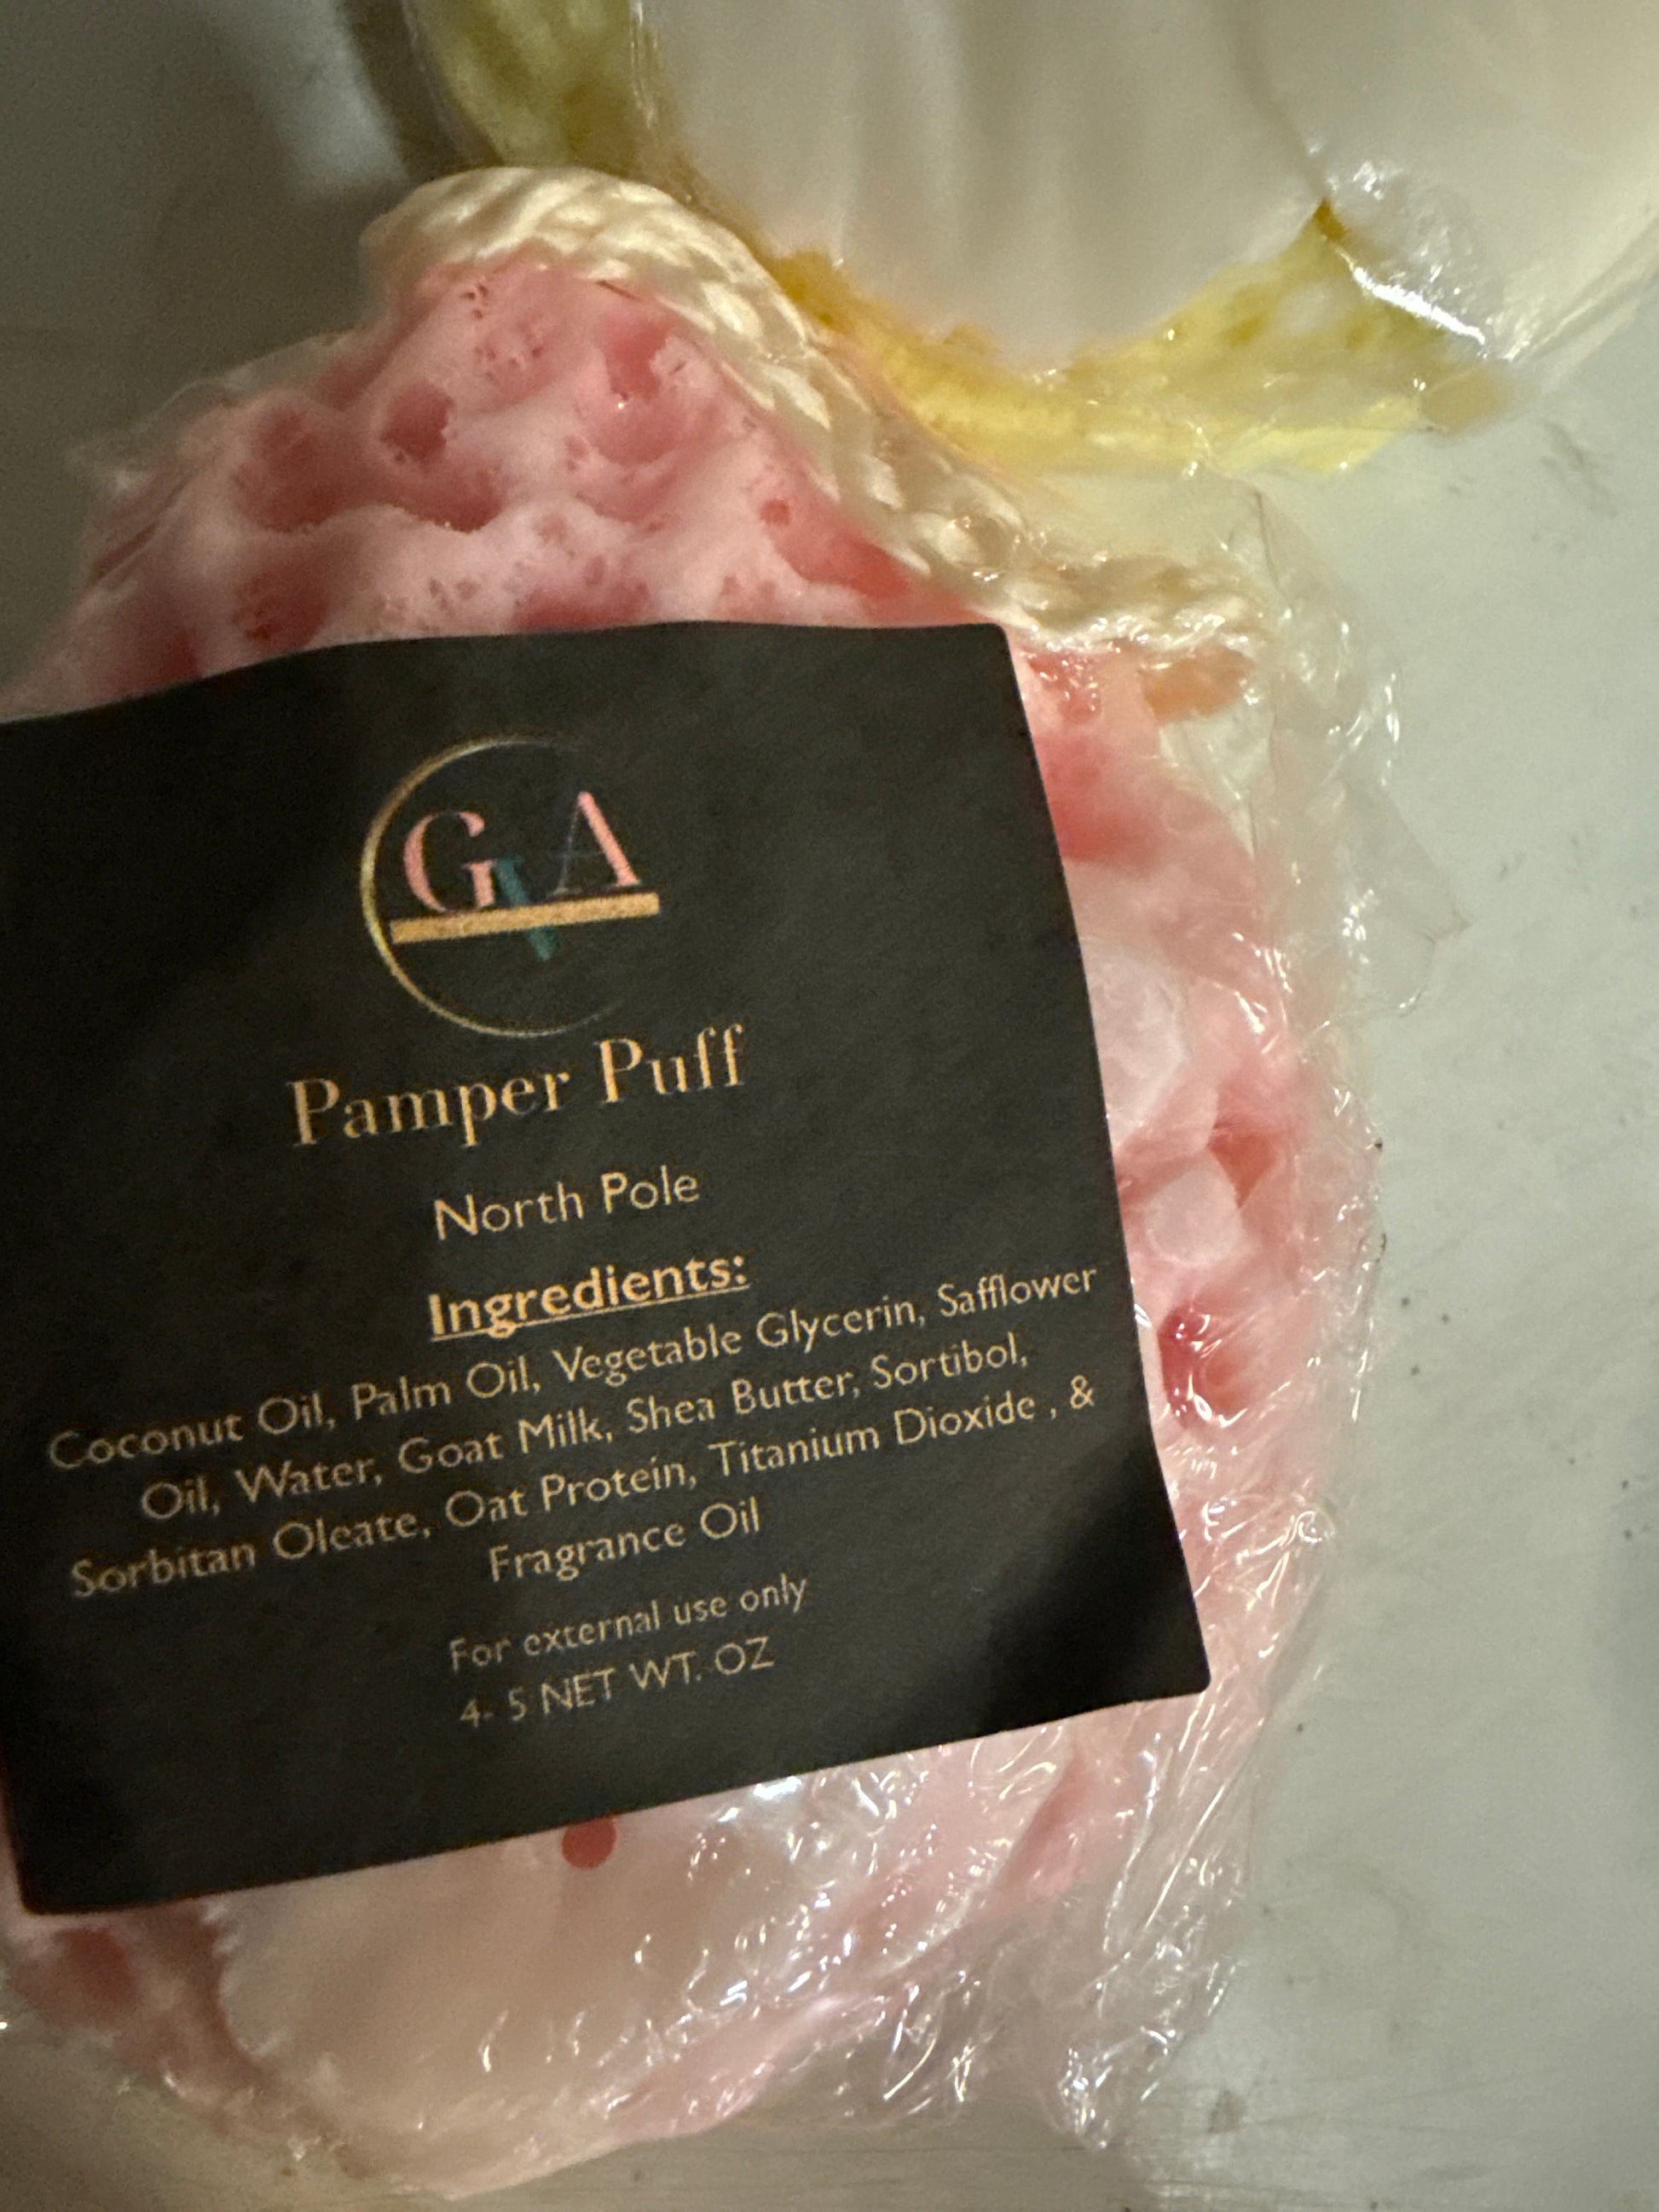 GVA
Pamper Puff
North Pole
Ingredients:
Coconut Oil, Palm Oil, Vegetable Glycerin, Safflower
Oil, Water, Goat Milk, Shea Butter, Sortibol,
Sorbitan Oleate, Oat Protein, Titanium Dioxide , &
Fragrance Oil
For external use only
4- 5 NET WT. OZ